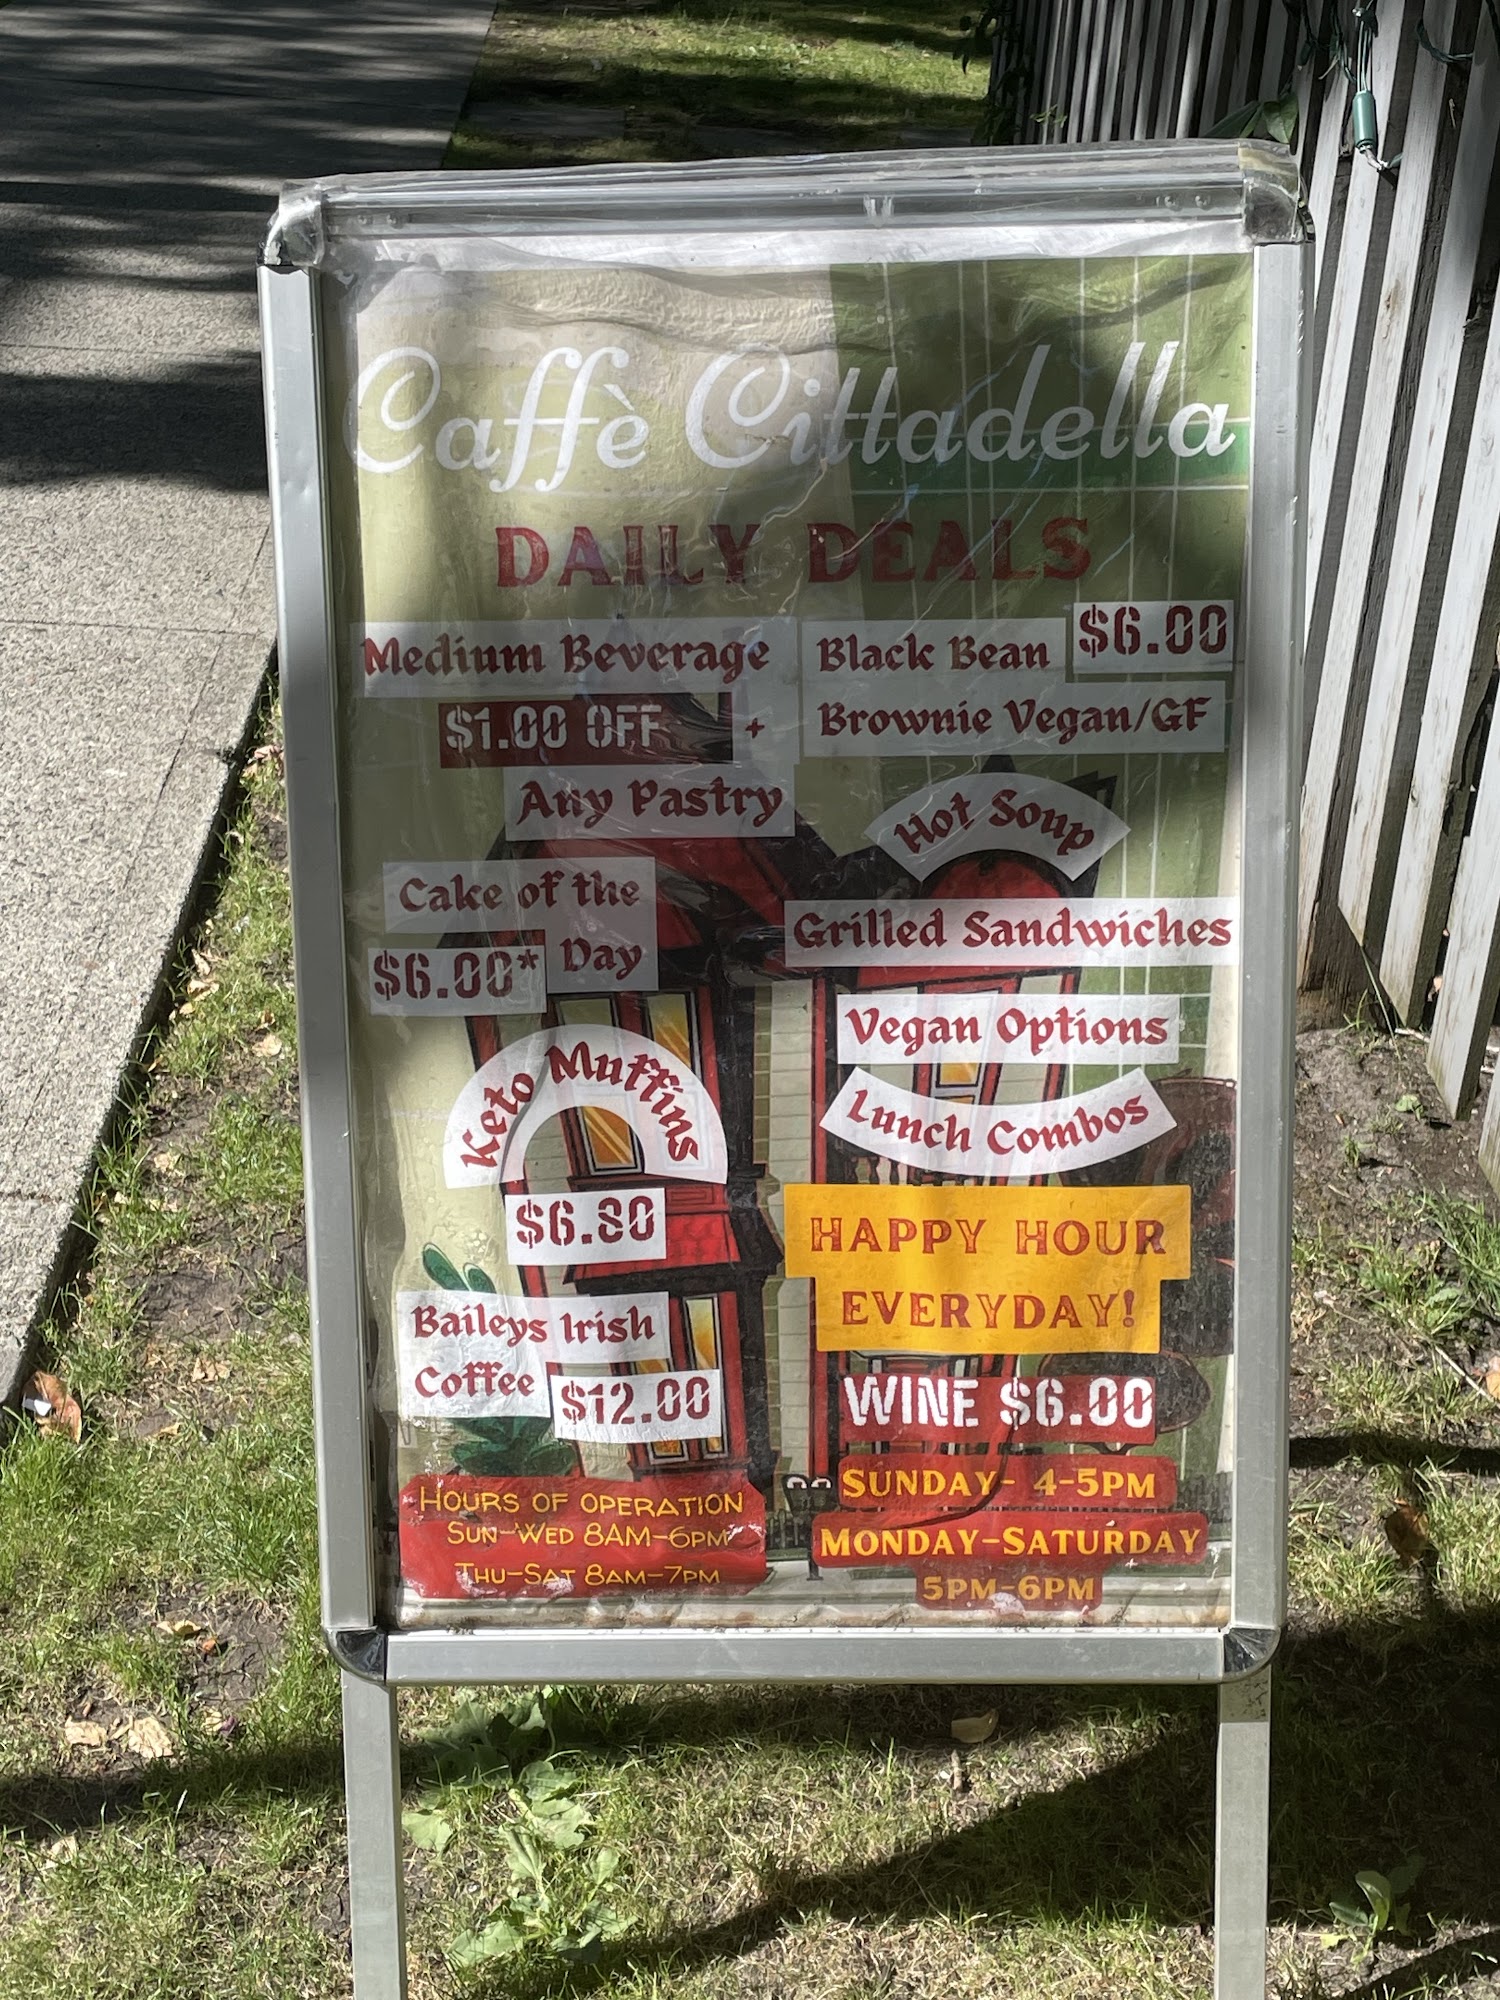 Caffè Cittadella
DAILY DEALS
Medium Beverage
$1.00 OFF +
Any Pastry
Cake of the
Day
$6.00*
Keto Muffins
$6.80
Baileys Irish
Coffee
$12.00
HOURS OF OPERATION
SUN-WED 8AM-6PM
THU-SAT 8AM-7PM
Black Bean $6.00
Brownie Vegan/GF
Hot Soup
Grilled Sandwiches
Vegan Options
Lunch Combos
HAPPY HOUR
EVERYDAY!
WINE $6.00
SUNDAY- 4-5PM
MONDAY-SATURDAY
5PM-6PM